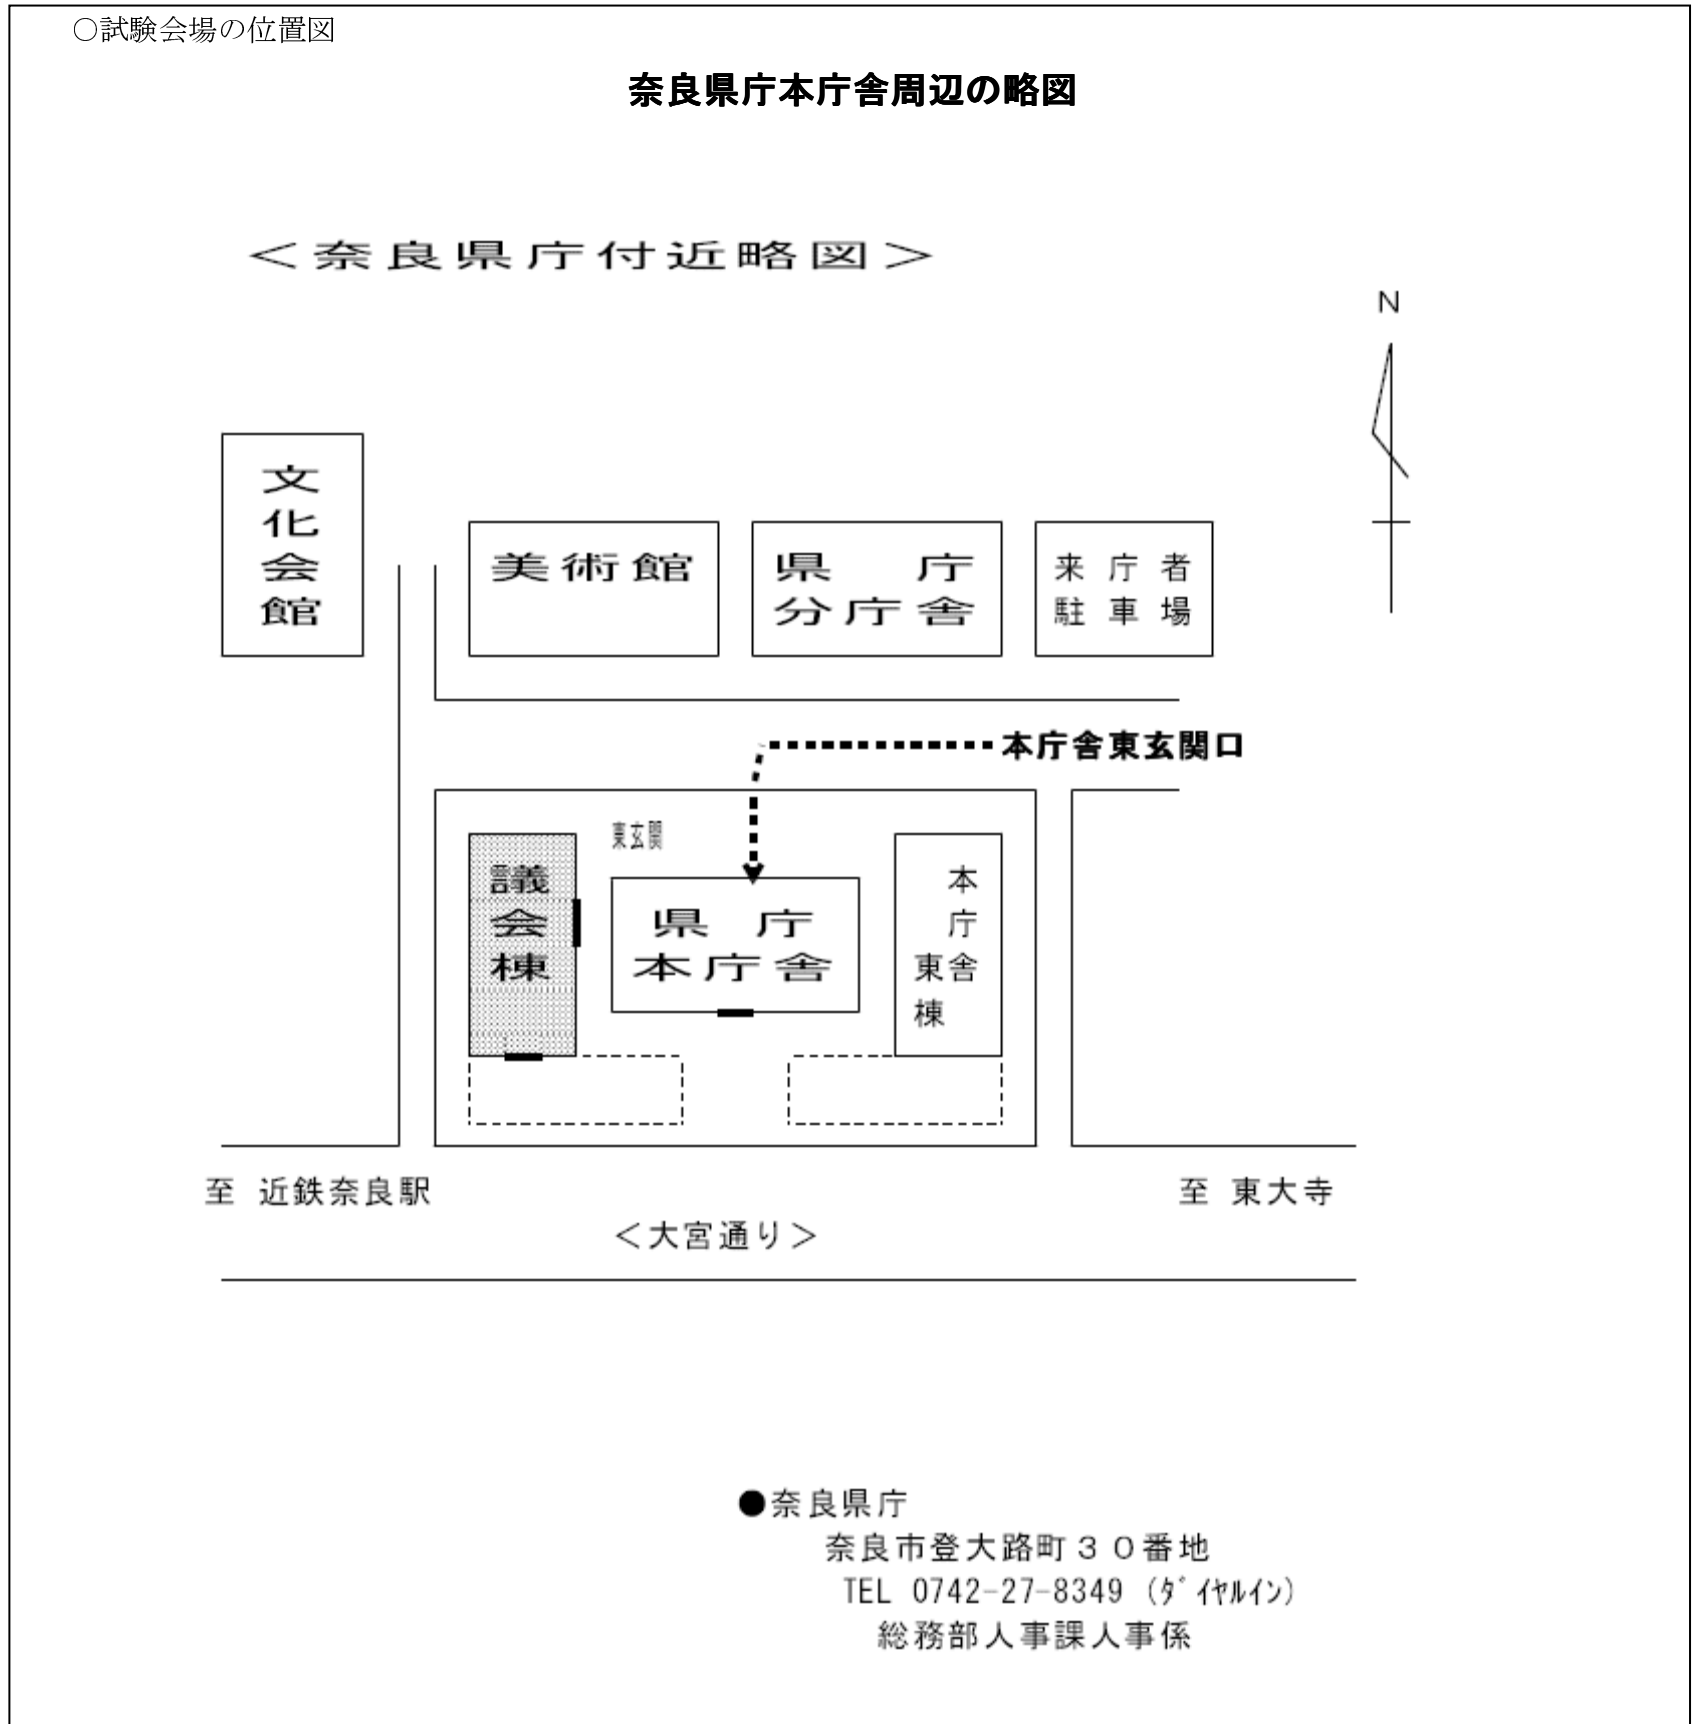 ○試験会場の位置図
奈良県庁本庁舎周辺の略図
＜奈良県庁付近略図＞
N
文化会館
美術館
県庁
分庁舎
来庁者
駐車場
本庁舎東玄関口
東玄関
議会棟
県庁
本庁舎
本庁舎
東棟
至 近鉄奈良駅
至 東大寺
＜大宮通り＞
●奈良県庁
奈良市登大路町３０番地
TEL 0742-27-8349（ﾀﾞｲﾔﾙｲﾝ）
総務部人事課人事係